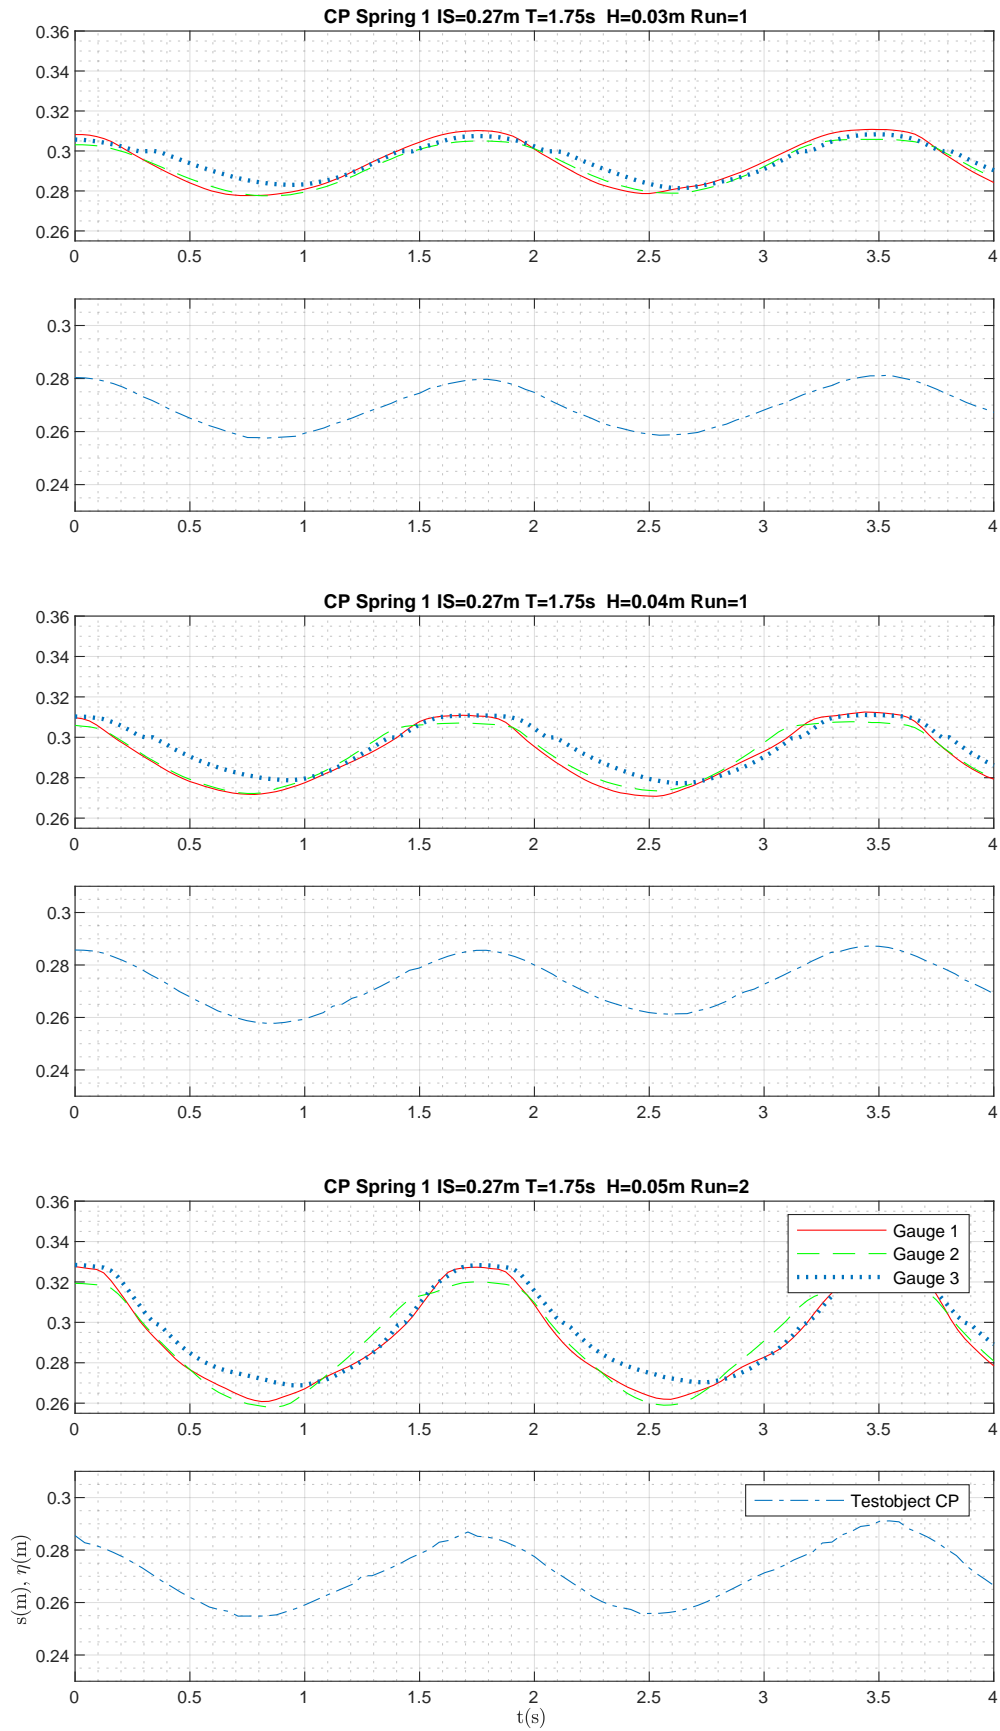 CP Spring 1 IS=0.27m T=1.75s  H=0.03m Run=1
0.36
0.34
0.32
0.3
0.28
0.26
0 0.5 1 1.5 2 2.5 3 3.5 4
0.3
0.28
0.26
0.24
0 0.5 1 1.5 2 2.5 3 3.5 4
CP Spring 1 IS=0.27m T=1.75s  H=0.04m Run=1
0.36
0.34
0.32
0.3
0.28
0.26
0 0.5 1 1.5 2 2.5 3 3.5 4
0.3
0.28
0.26
0.24
0 0.5 1 1.5 2 2.5 3 3.5 4
CP Spring 1 IS=0.27m T=1.75s  H=0.05m Run=2
0.36
0.34
0.32
0.3
0.28
0.26
Gauge 1
Gauge 2
Gauge 3
0 0.5 1 1.5 2 2.5 3 3.5 4
0.3
0.28
0.26
0.24
Testobject CP
s(m), η(m)
0 0.5 1 1.5 2 2.5 3 3.5 4
t(s)